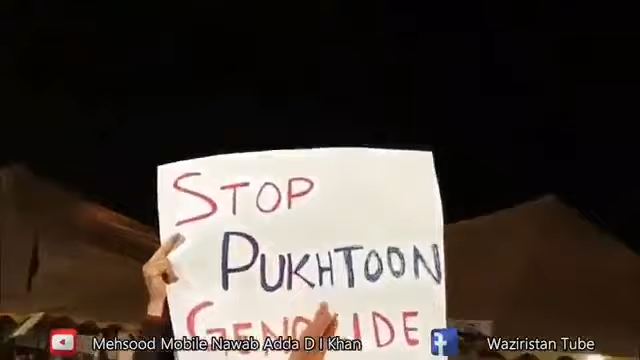 STOP
PUKHTOON
GENOCIDE
Mehsood Mobile Nawab Adda D I Khan
Waziristan Tube